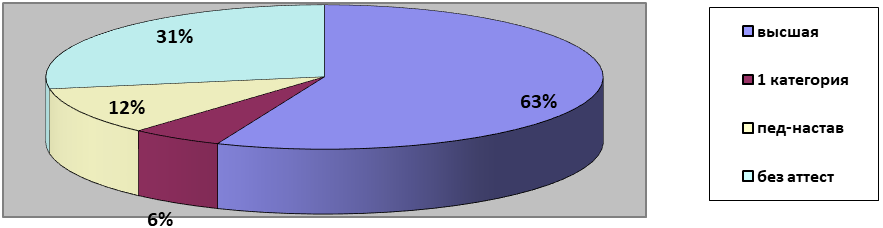 31%
63%
12%
6%
высшая
1 категория
пед-настав
без аттест